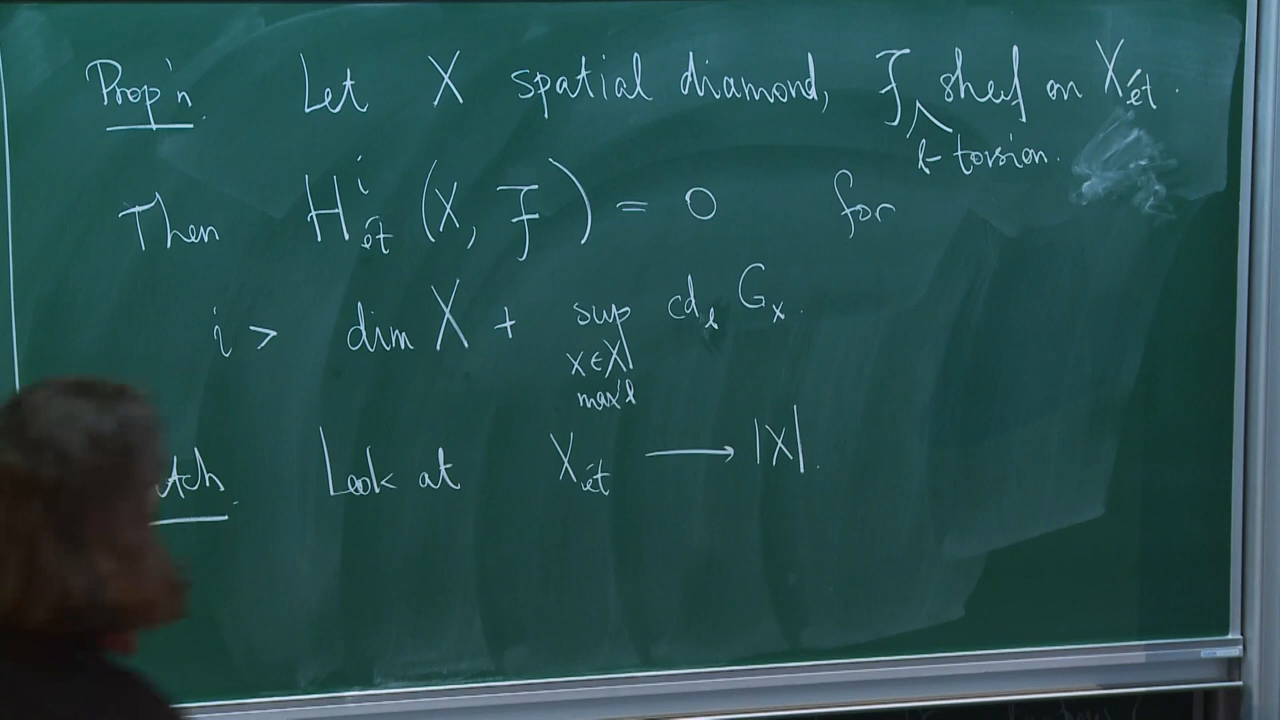 Prop'n. Let X spatial diamond, F sheaf on X_ét.
ℓ-torsion.
Then H^i_ét (X, F) = 0 for
i > dim X + sup cd_ℓ G_x.
x∈|X|
max'l
Look at X_ét ⟶ |X|.